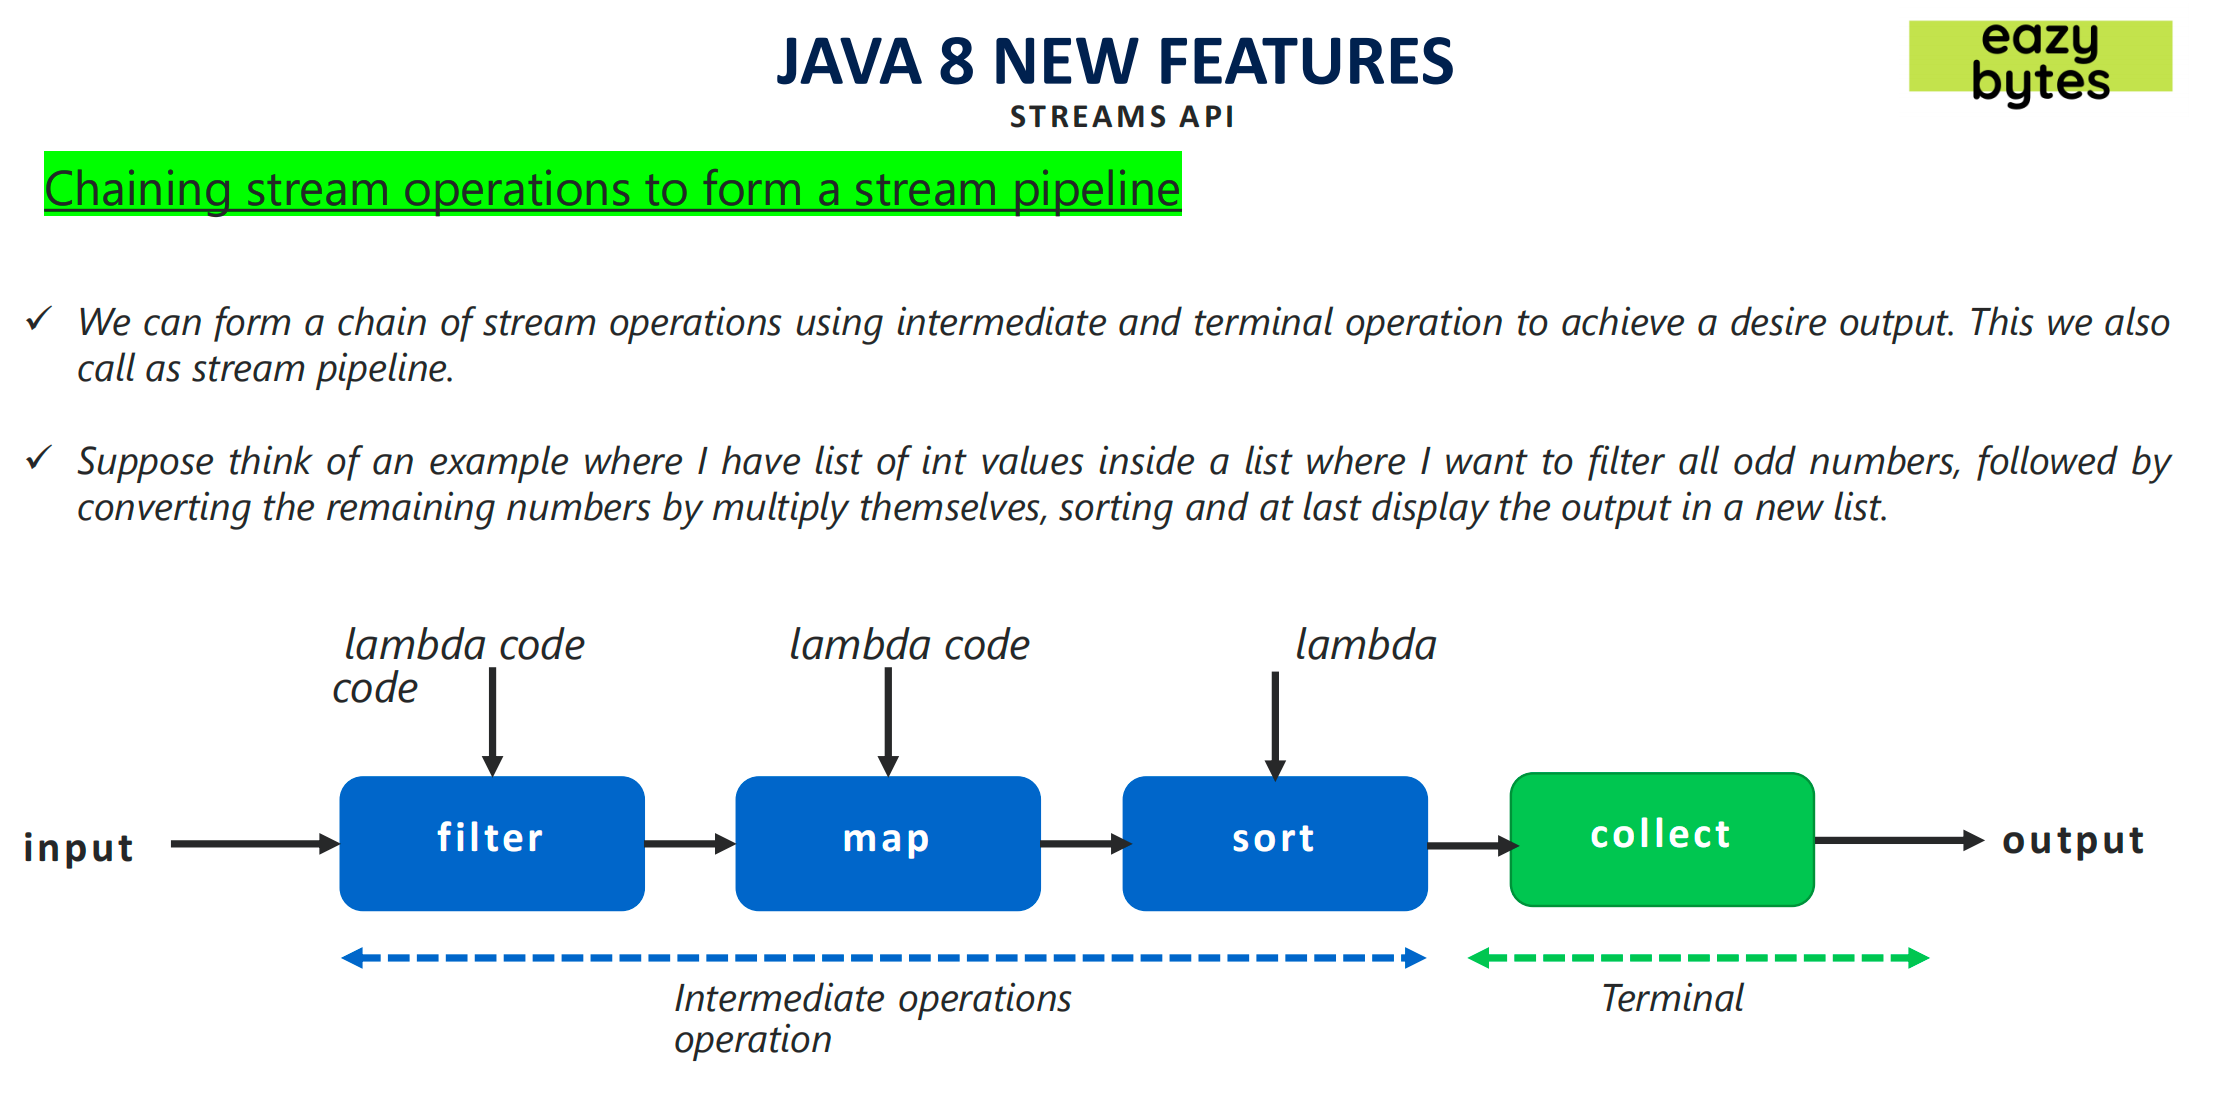 JAVA 8 NEW FEATURES
STREAMS API
eazy
bytes
Chaining stream operations to form a stream pipeline
✓ We can form a chain of stream operations using intermediate and terminal operation to achieve a desire output. This we also
call as stream pipeline.
✓ Suppose think of an example where I have list of int values inside a list where I want to filter all odd numbers, followed by
converting the remaining numbers by multiply themselves, sorting and at last display the output in a new list.
lambda code lambda code lambda
code
input filter map sort collect output
Intermediate operations Terminal
operation